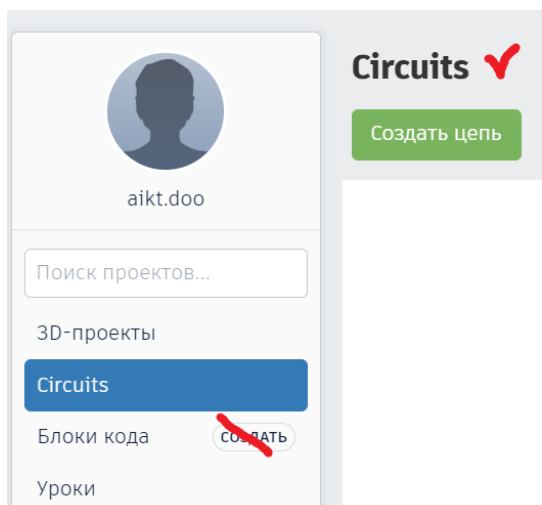 Circuits
Создать цепь
aikt.doo
Поиск проектов...
3D-проекты
Circuits
Блоки кода СОЗДАТЬ
Уроки